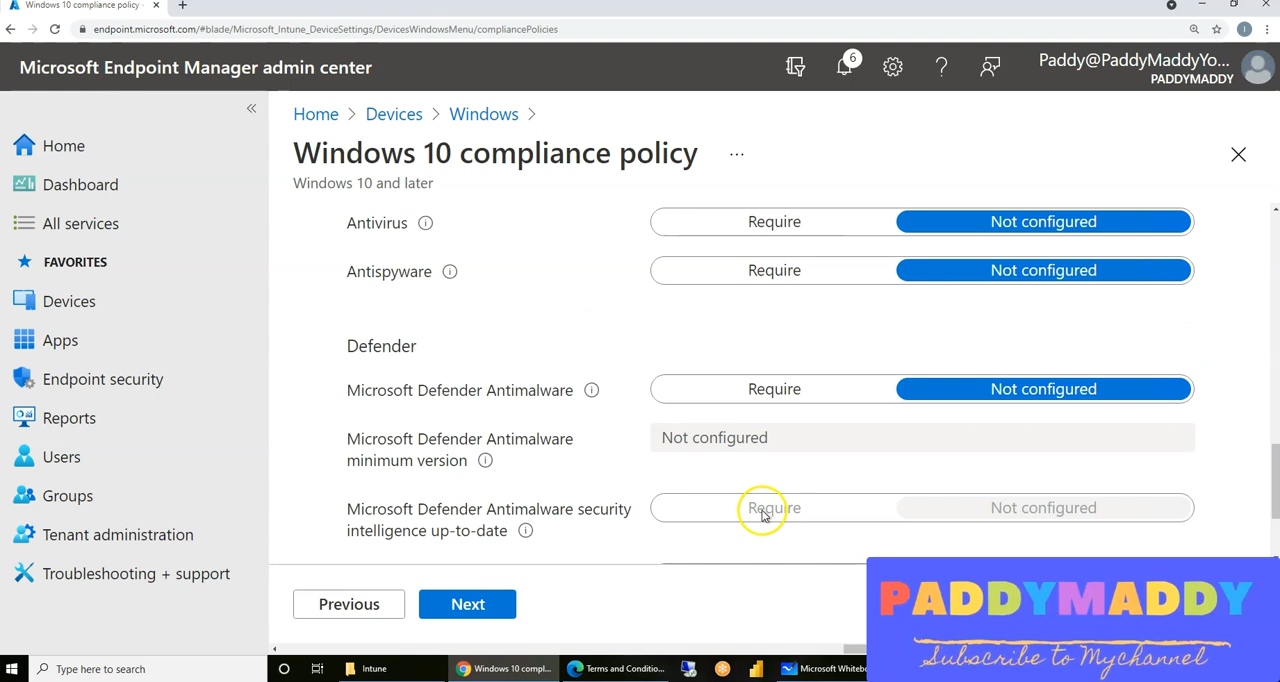 Windows 10 compliance policy -
endpoint.microsoft.com/#blade/Microsoft_Intune_DeviceSettings/DevicesWindowsMenu/compliancePolicies
Microsoft Endpoint Manager admin center
6
Paddy@PaddyMaddyYo...
PADDYMADDY
Home > Devices > Windows >
Windows 10 compliance policy ...
Windows 10 and later
Home
Dashboard
All services
FAVORITES
Devices
Apps
Endpoint security
Reports
Users
Groups
Tenant administration
Troubleshooting + support
Antivirus Require Not configured
Antispyware Require Not configured
Defender
Microsoft Defender Antimalware Require Not configured
Microsoft Defender Antimalware
minimum version
Not configured
Microsoft Defender Antimalware security
intelligence up-to-date
Require Not configured
Previous Next
PADDYMADDY
Subscribe to Mychannel
Type here to search
Intune
Windows 10 compl...
Terms and Conditio...
Microsoft Whitebo